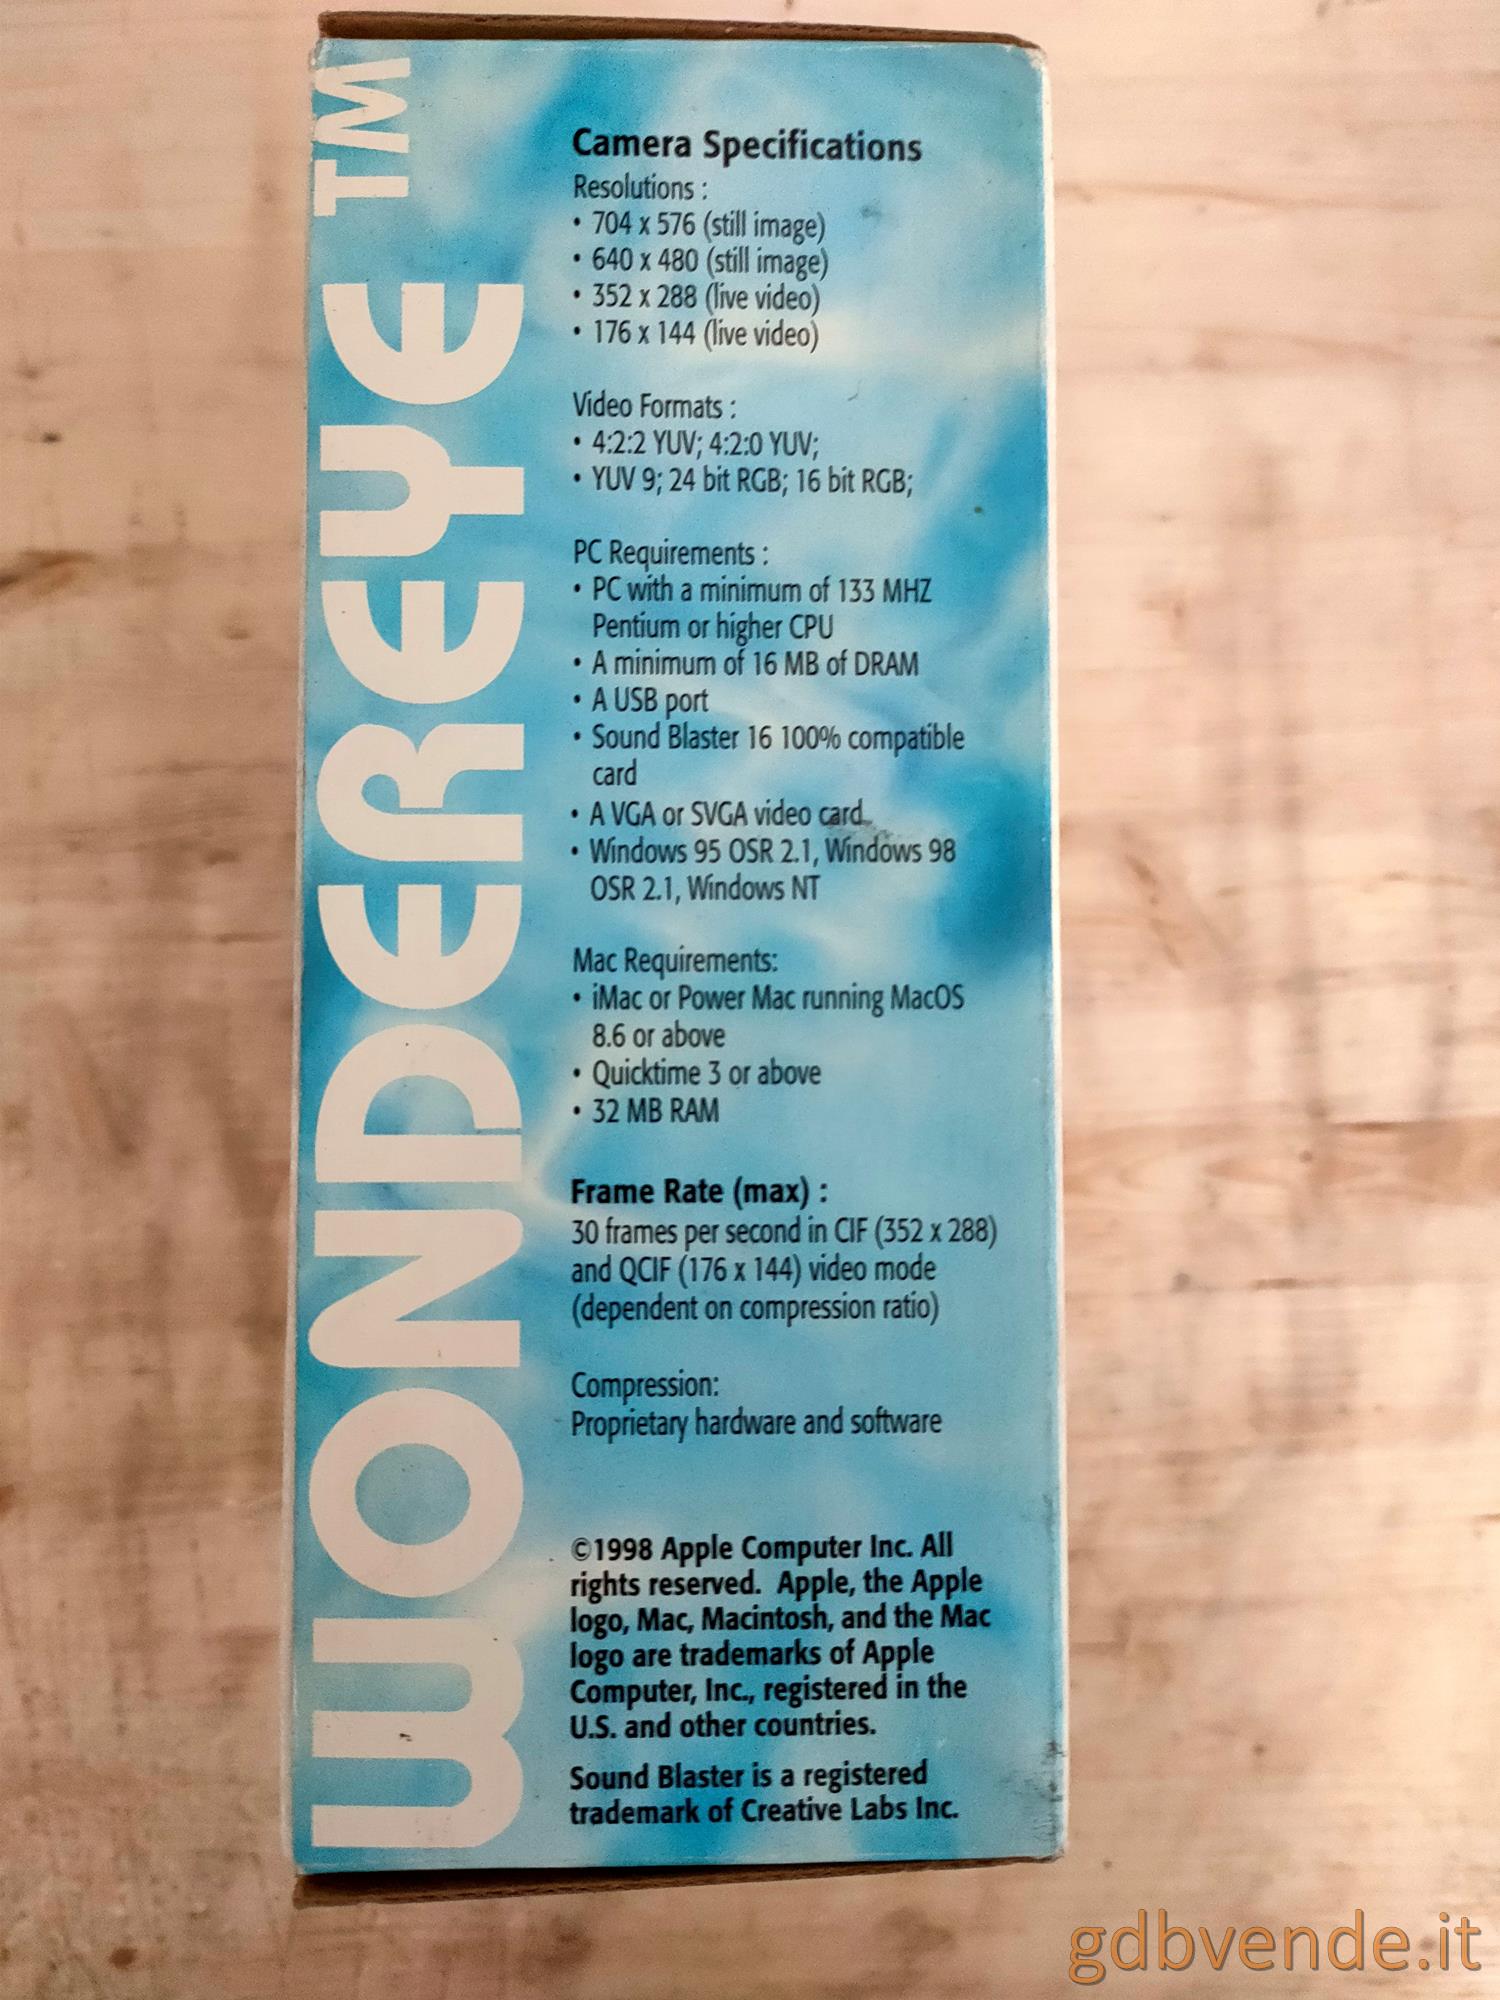 WONDEREYE™
Camera Specifications
Resolutions :
• 704 x 576 (still image)
• 640 x 480 (still image)
• 352 x 288 (live video)
• 176 x 144 (live video)
Video Formats :
• 4:2:2 YUV; 4:2:0 YUV;
• YUV 9; 24 bit RGB; 16 bit RGB;
PC Requirements :
• PC with a minimum of 133 MHZ
Pentium or higher CPU
• A minimum of 16 MB of DRAM
• A USB port
• Sound Blaster 16 100% compatible
card
• A VGA or SVGA video card
• Windows 95 OSR 2.1, Windows 98
OSR 2.1, Windows NT
Mac Requirements:
• iMac or Power Mac running MacOS
8.6 or above
• Quicktime 3 or above
• 32 MB RAM
Frame Rate (max) :
30 frames per second in CIF (352 x 288)
and QCIF (176 x 144) video mode
(dependent on compression ratio)
Compression:
Proprietary hardware and software
©1998 Apple Computer Inc. All
rights reserved. Apple, the Apple
logo, Mac, Macintosh, and the Mac
logo are trademarks of Apple
Computer, Inc., registered in the
U.S. and other countries.
Sound Blaster is a registered
trademark of Creative Labs Inc.
gdbvende.it